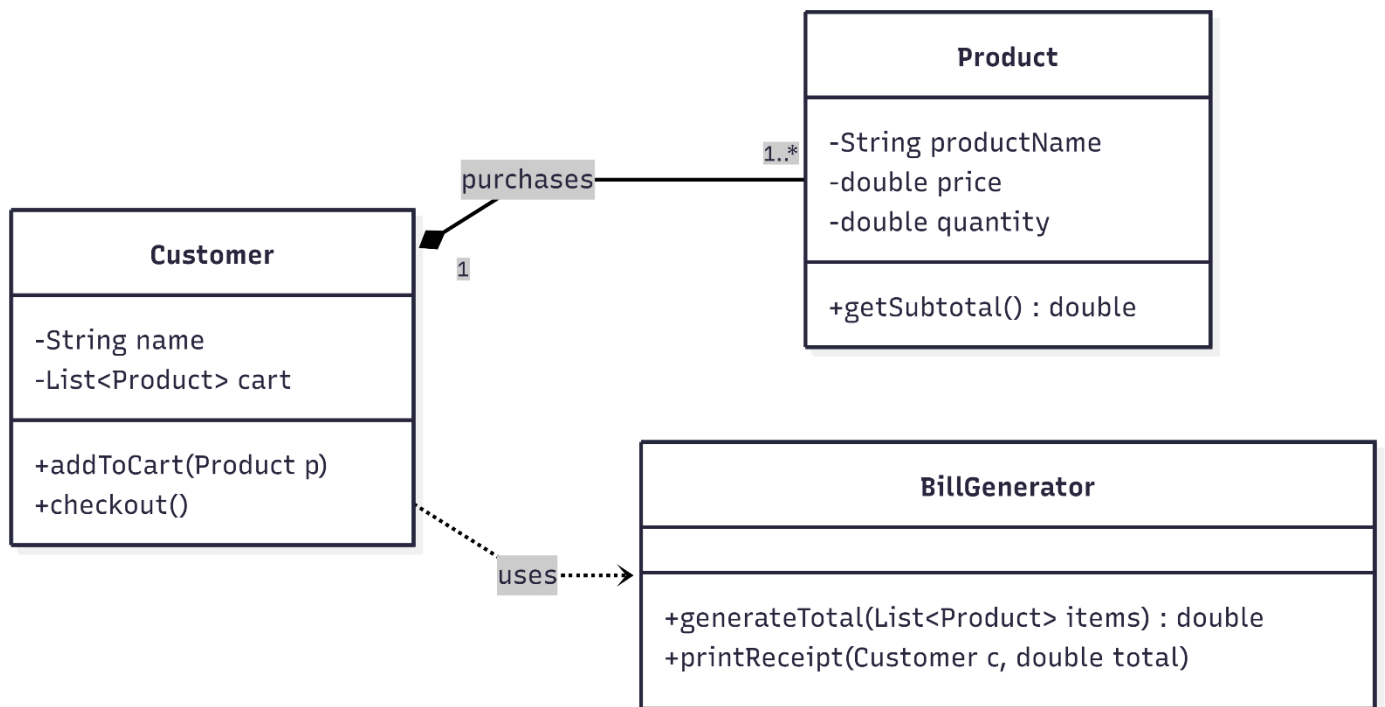 Product
-String productName
-double price
-double quantity
+getSubtotal() : double
1..*
purchases
1
Customer
-String name
-List<Product> cart
+addToCart(Product p)
+checkout()
uses
BillGenerator
+generateTotal(List<Product> items) : double
+printReceipt(Customer c, double total)